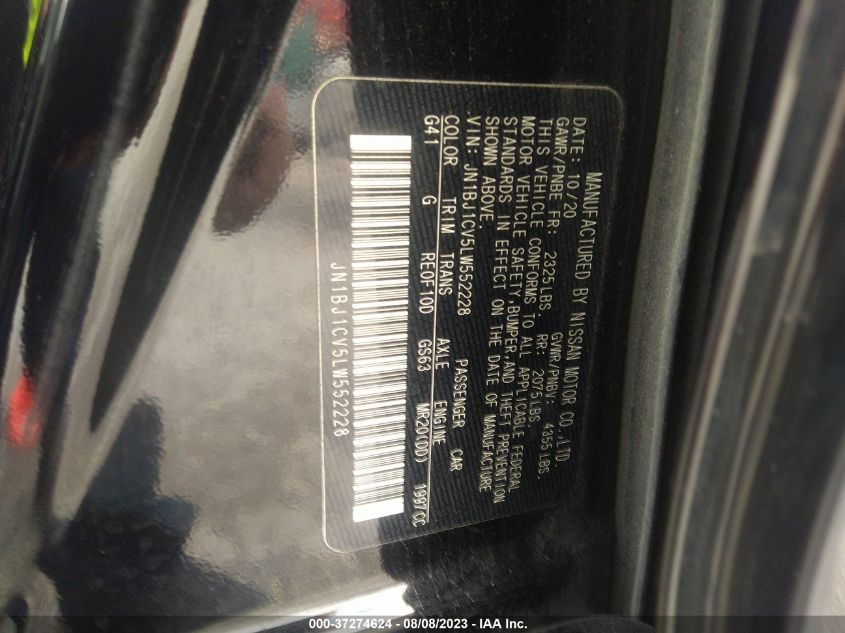 MANUFACTURED BY NISSAN MOTOR CO.,LTD.
DATE: 10/20 GVWR/PNBV: 4355 LBS.
GAWR/PNBE FR: 2325LBS. RR: 2075LBS.
THIS VEHICLE CONFORMS TO ALL APPLICABLE FEDERAL
MOTOR VEHICLE SAFETY,BUMPER,AND THEFT PREVENTION
STANDARDS IN EFFECT ON THE DATE OF MANUFACTURE
SHOWN ABOVE.
VIN: JN1BJ1CV5LW552228 PASSENGER CAR
COLOR TRIM TRANS AXLE ENGINE
G41 G RE0F10D GS63 MR20(DD) 1997CC
JN1BJ1CV5LW552228
000-37274624 - 08/08/2023 - IAA Inc.